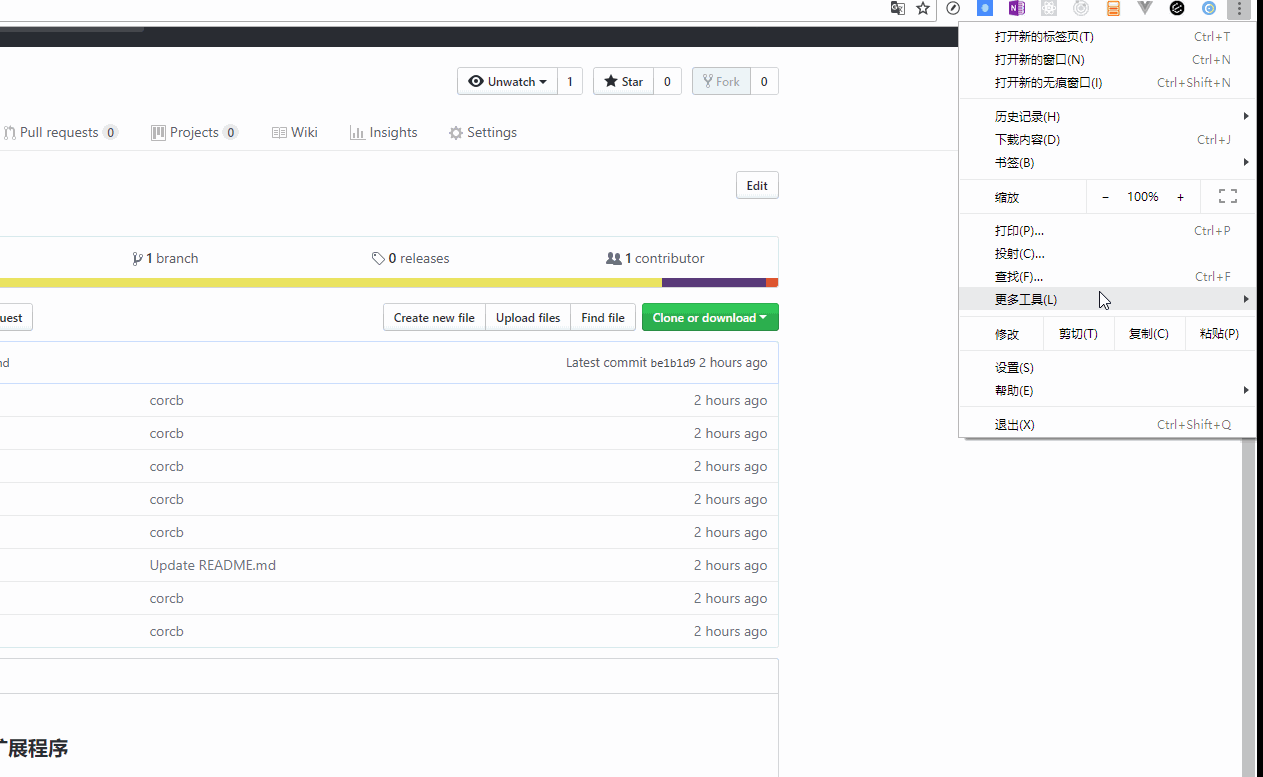 打开新的标签页(T) Ctrl+T
打开新的窗口(N) Ctrl+N
打开新的无痕窗口(I) Ctrl+Shift+N
历史记录(H)
下载内容(D) Ctrl+J
书签(B)
缩放 − 100% +
打印(P)... Ctrl+P
投射(C)...
查找(F)... Ctrl+F
更多工具(L)
修改 剪切(T) 复制(C) 粘贴(P)
设置(S)
帮助(E)
退出(X) Ctrl+Shift+Q
Unwatch 1 Star 0 Fork 0
Pull requests 0 Projects 0 Wiki Insights Settings
Edit
1 branch 0 releases 1 contributor
uest Create new file Upload files Find file Clone or download
nd Latest commit be1b1d9 2 hours ago
corcb 2 hours ago
corcb 2 hours ago
corcb 2 hours ago
corcb 2 hours ago
corcb 2 hours ago
Update README.md 2 hours ago
corcb 2 hours ago
corcb 2 hours ago
扩展程序